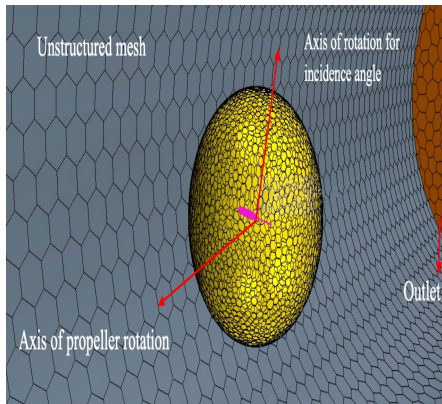 Unstructured mesh
Axis of rotation for
incidence angle
Outlet
Axis of propeller rotation